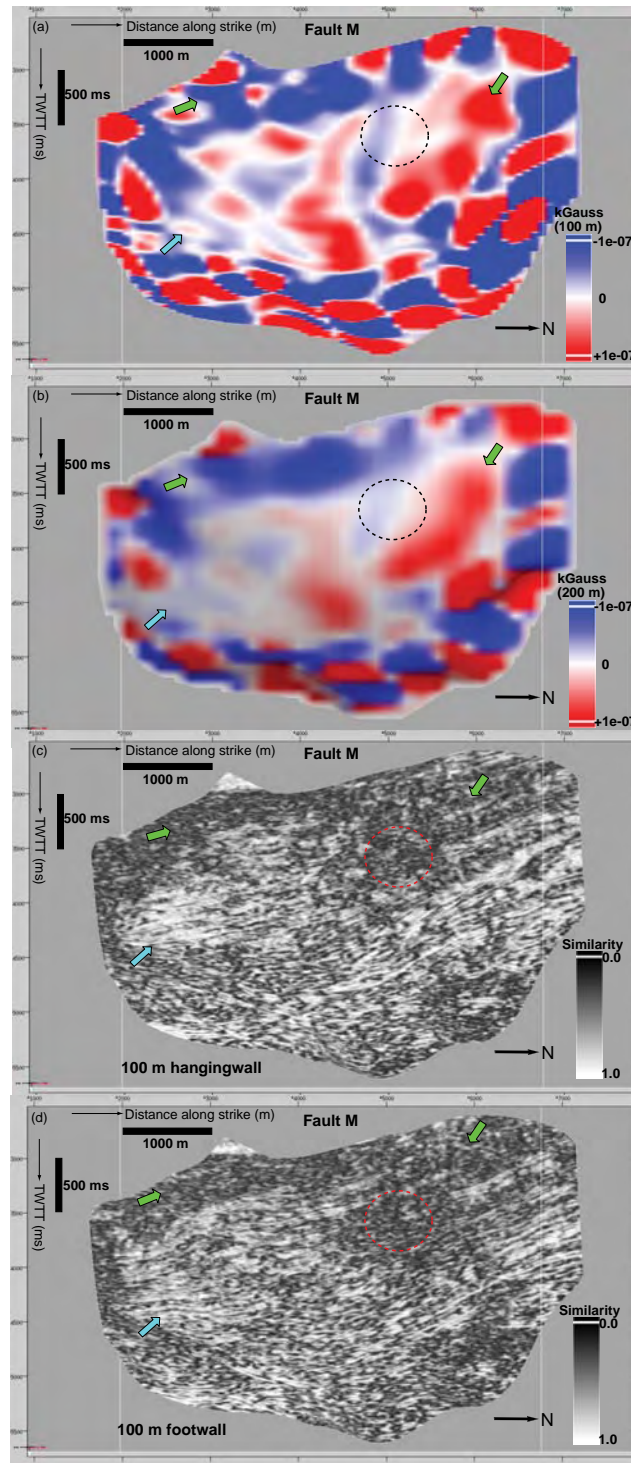 (a)
Distance along strike (m)
Fault M
1000 m
TWTT (ms)
500 ms
kGauss
(100 m)
-1e-07
0
+1e-07
N
(b)
Distance along strike (m)
Fault M
1000 m
TWTT (ms)
500 ms
kGauss
(200 m)
-1e-07
0
+1e-07
N
(c)
Distance along strike (m)
Fault M
1000 m
TWTT (ms)
500 ms
Similarity
0.0
1.0
100 m hangingwall
N
(d)
Distance along strike (m)
Fault M
1000 m
TWTT (ms)
500 ms
Similarity
0.0
1.0
100 m footwall
N